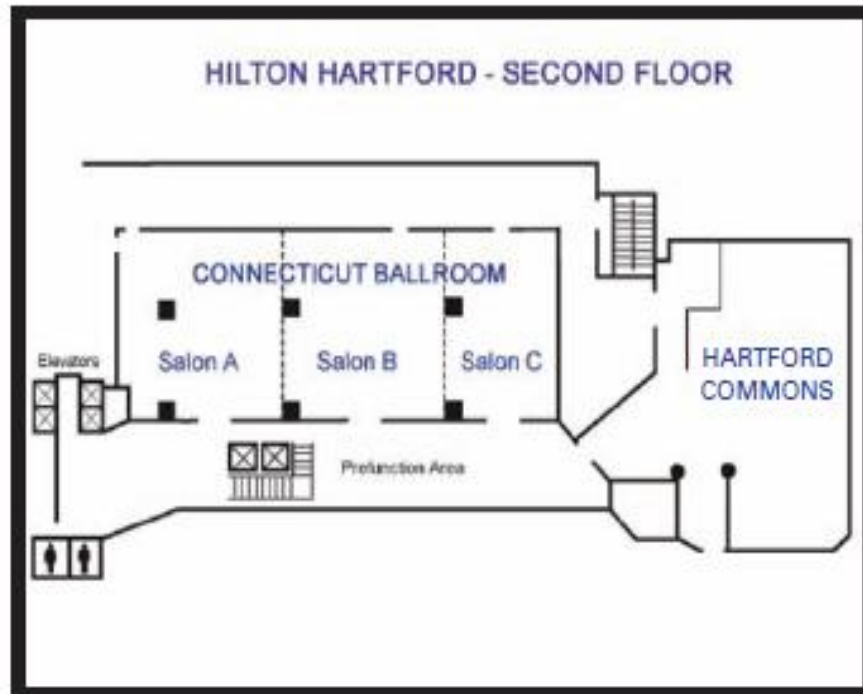 HILTON HARTFORD - SECOND FLOOR
CONNECTICUT BALLROOM
Elevators
Salon A
Salon B
Salon C
HARTFORD
COMMONS
Prefunction Area